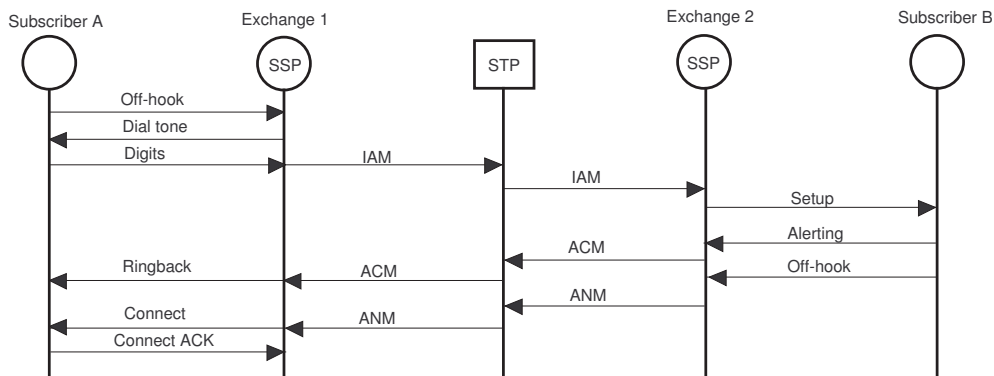 Subscriber A
Exchange 1
Exchange 2
Subscriber B
SSP
STP
SSP
Off-hook
Dial tone
Digits
IAM
IAM
Setup
Alerting
ACM
Ringback
ACM
Off-hook
ANM
Connect
ANM
Connect ACK